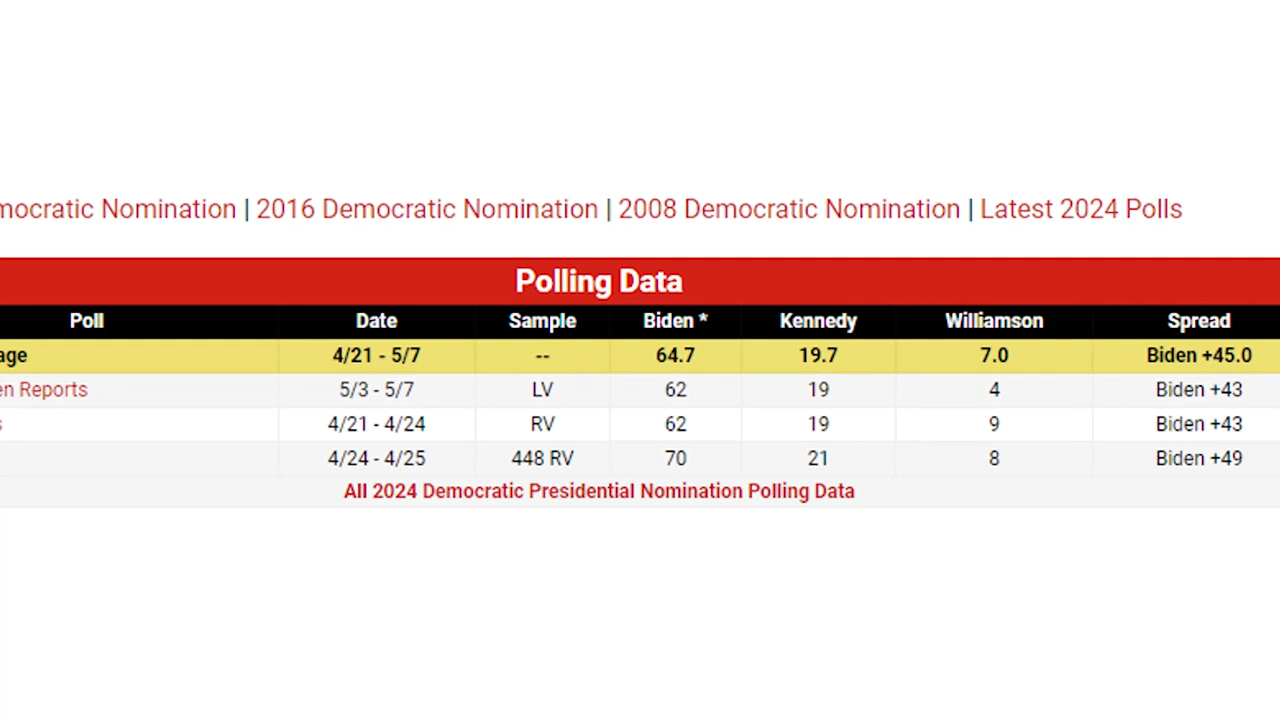 mocratic Nomination | 2016 Democratic Nomination | 2008 Democratic Nomination | Latest 2024 Polls
Polling Data
Poll Date Sample Biden * Kennedy Williamson Spread
age 4/21 - 5/7 -- 64.7 19.7 7.0 Biden +45.0
en Reports 5/3 - 5/7 LV 62 19 4 Biden +43
s 4/21 - 4/24 RV 62 19 9 Biden +43
4/24 - 4/25 448 RV 70 21 8 Biden +49
All 2024 Democratic Presidential Nomination Polling Data